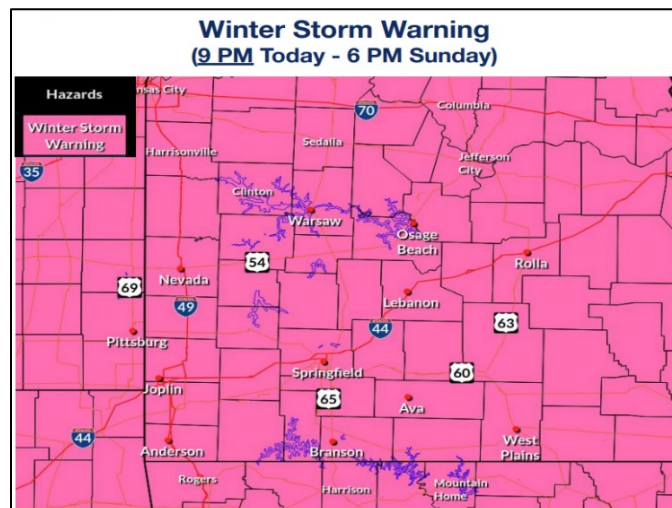 Winter Storm Warning
(9 PM Today - 6 PM Sunday)
Hazards
Winter Storm
Warning
nsas City
70
Columbia
Harrisonville
Sedalia
Jefferson
City
35
Clinton
Warsaw
Osage
Beach
54
Rolla
Nevada
69
49
Lebanon
44
63
Pittsburg
Springfield
60
Joplin
65
Ava
44
Anderson
Branson
West
Plains
Rogers
Harrison
Mountain
Home